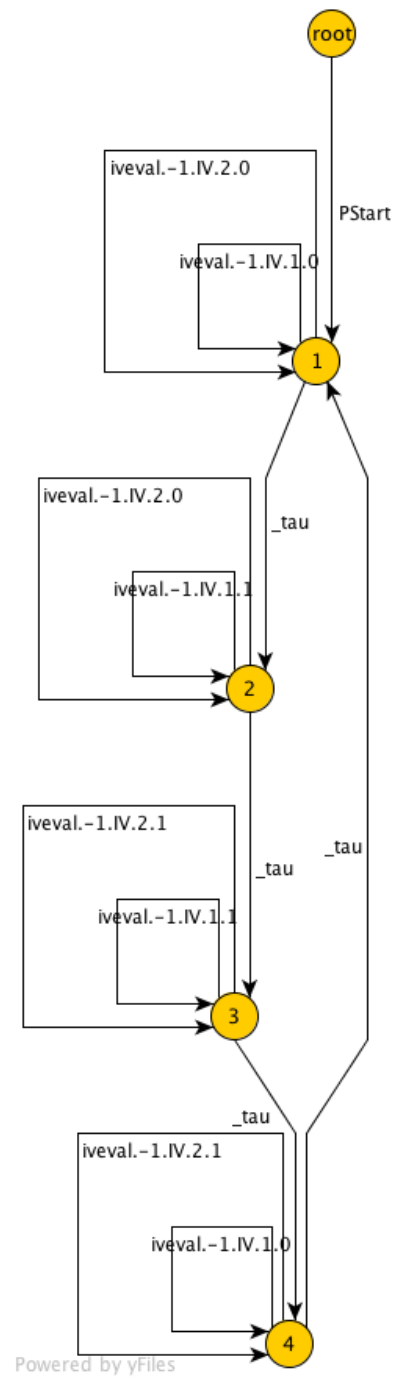 root
iveval.-1.IV.2.0
PStart
iveval.-1.IV.1.0
1
iveval.-1.IV.2.0
_tau
iveval.-1.IV.1.1
2
iveval.-1.IV.2.1
_tau
_tau
iveval.-1.IV.1.1
3
_tau
iveval.-1.IV.2.1
iveval.-1.IV.1.0
4
Powered by yFiles